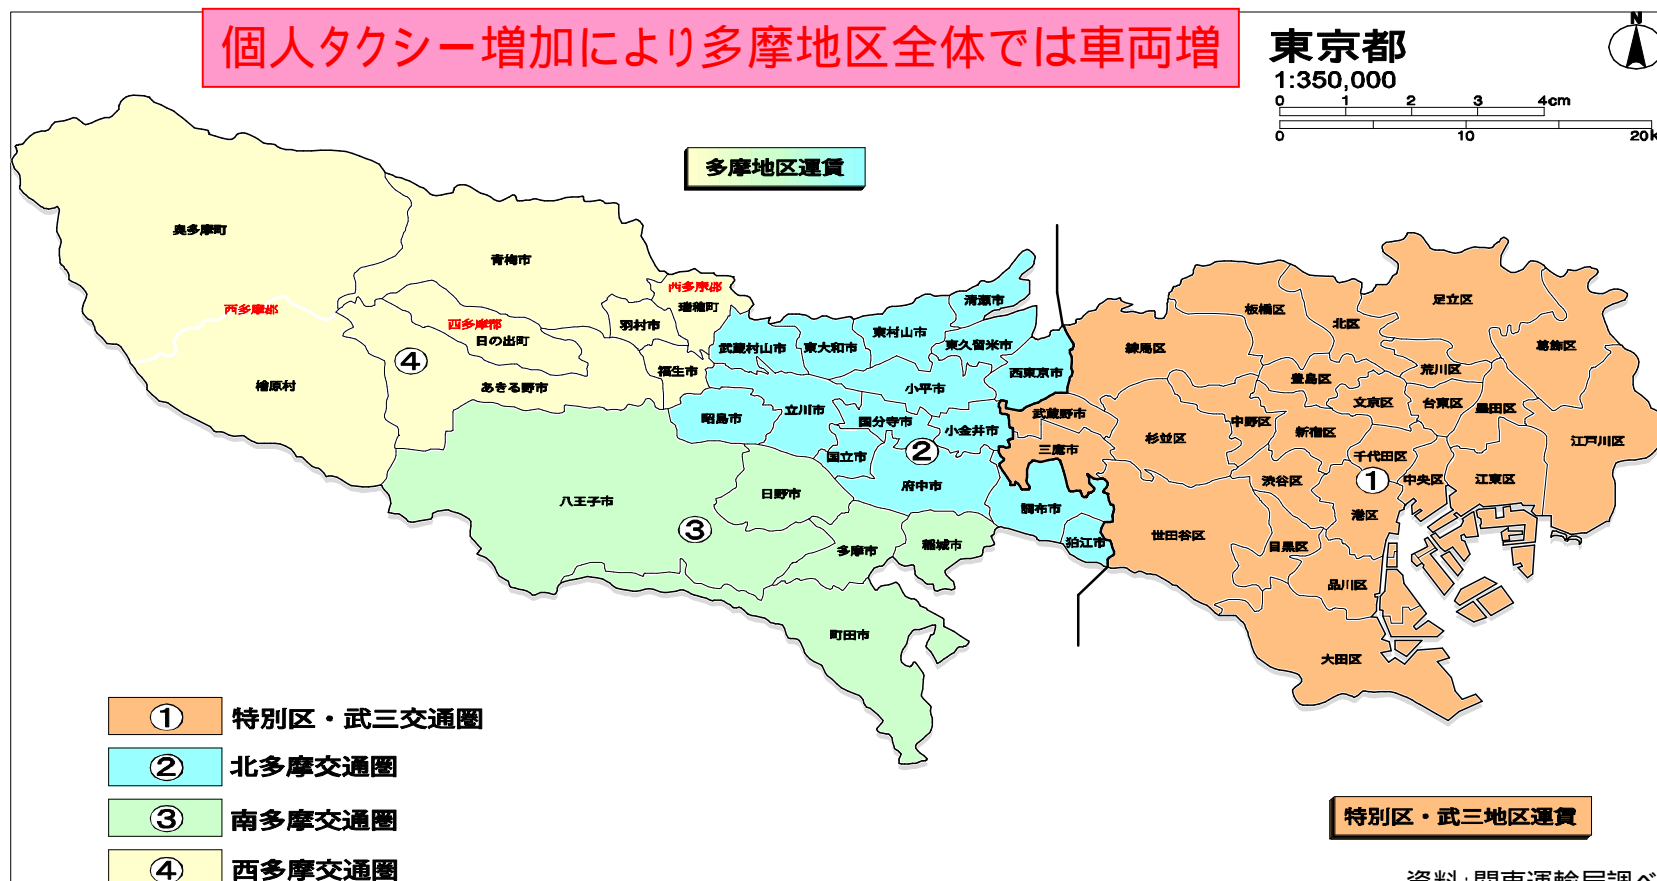 個人タクシー増加により多摩地区全体では車両増
東京都
1:350,000
N
0 1 2 3 4cm
0 10 20k
多摩地区運賃
奥多摩町
青梅市
西多摩郡
瑞穂町
西多摩郡
西多摩郡
日の出町
羽村市
④
檜原村
あきる野市
福生市
清瀬市
武蔵村山市
東大和市
東村山市
東久留米市
西東京市
小平市
昭島市
立川市
国分寺市
小金井市
②
国立市
府中市
調布市
狛江市
八王子市
日野市
③
多摩市
稲城市
町田市
足立区
板橋区
北区
葛飾区
練馬区
荒川区
豊島区
文京区
台東区
墨田区
武蔵野市
三鷹市
杉並区
中野区
新宿区
江戸川区
千代田区
①
中央区
江東区
渋谷区
港区
世田谷区
目黒区
品川区
大田区
① 特別区・武三交通圏
② 北多摩交通圏
③ 南多摩交通圏
④ 西多摩交通圏
特別区・武三地区運賃
資料:関東運輸局調べ